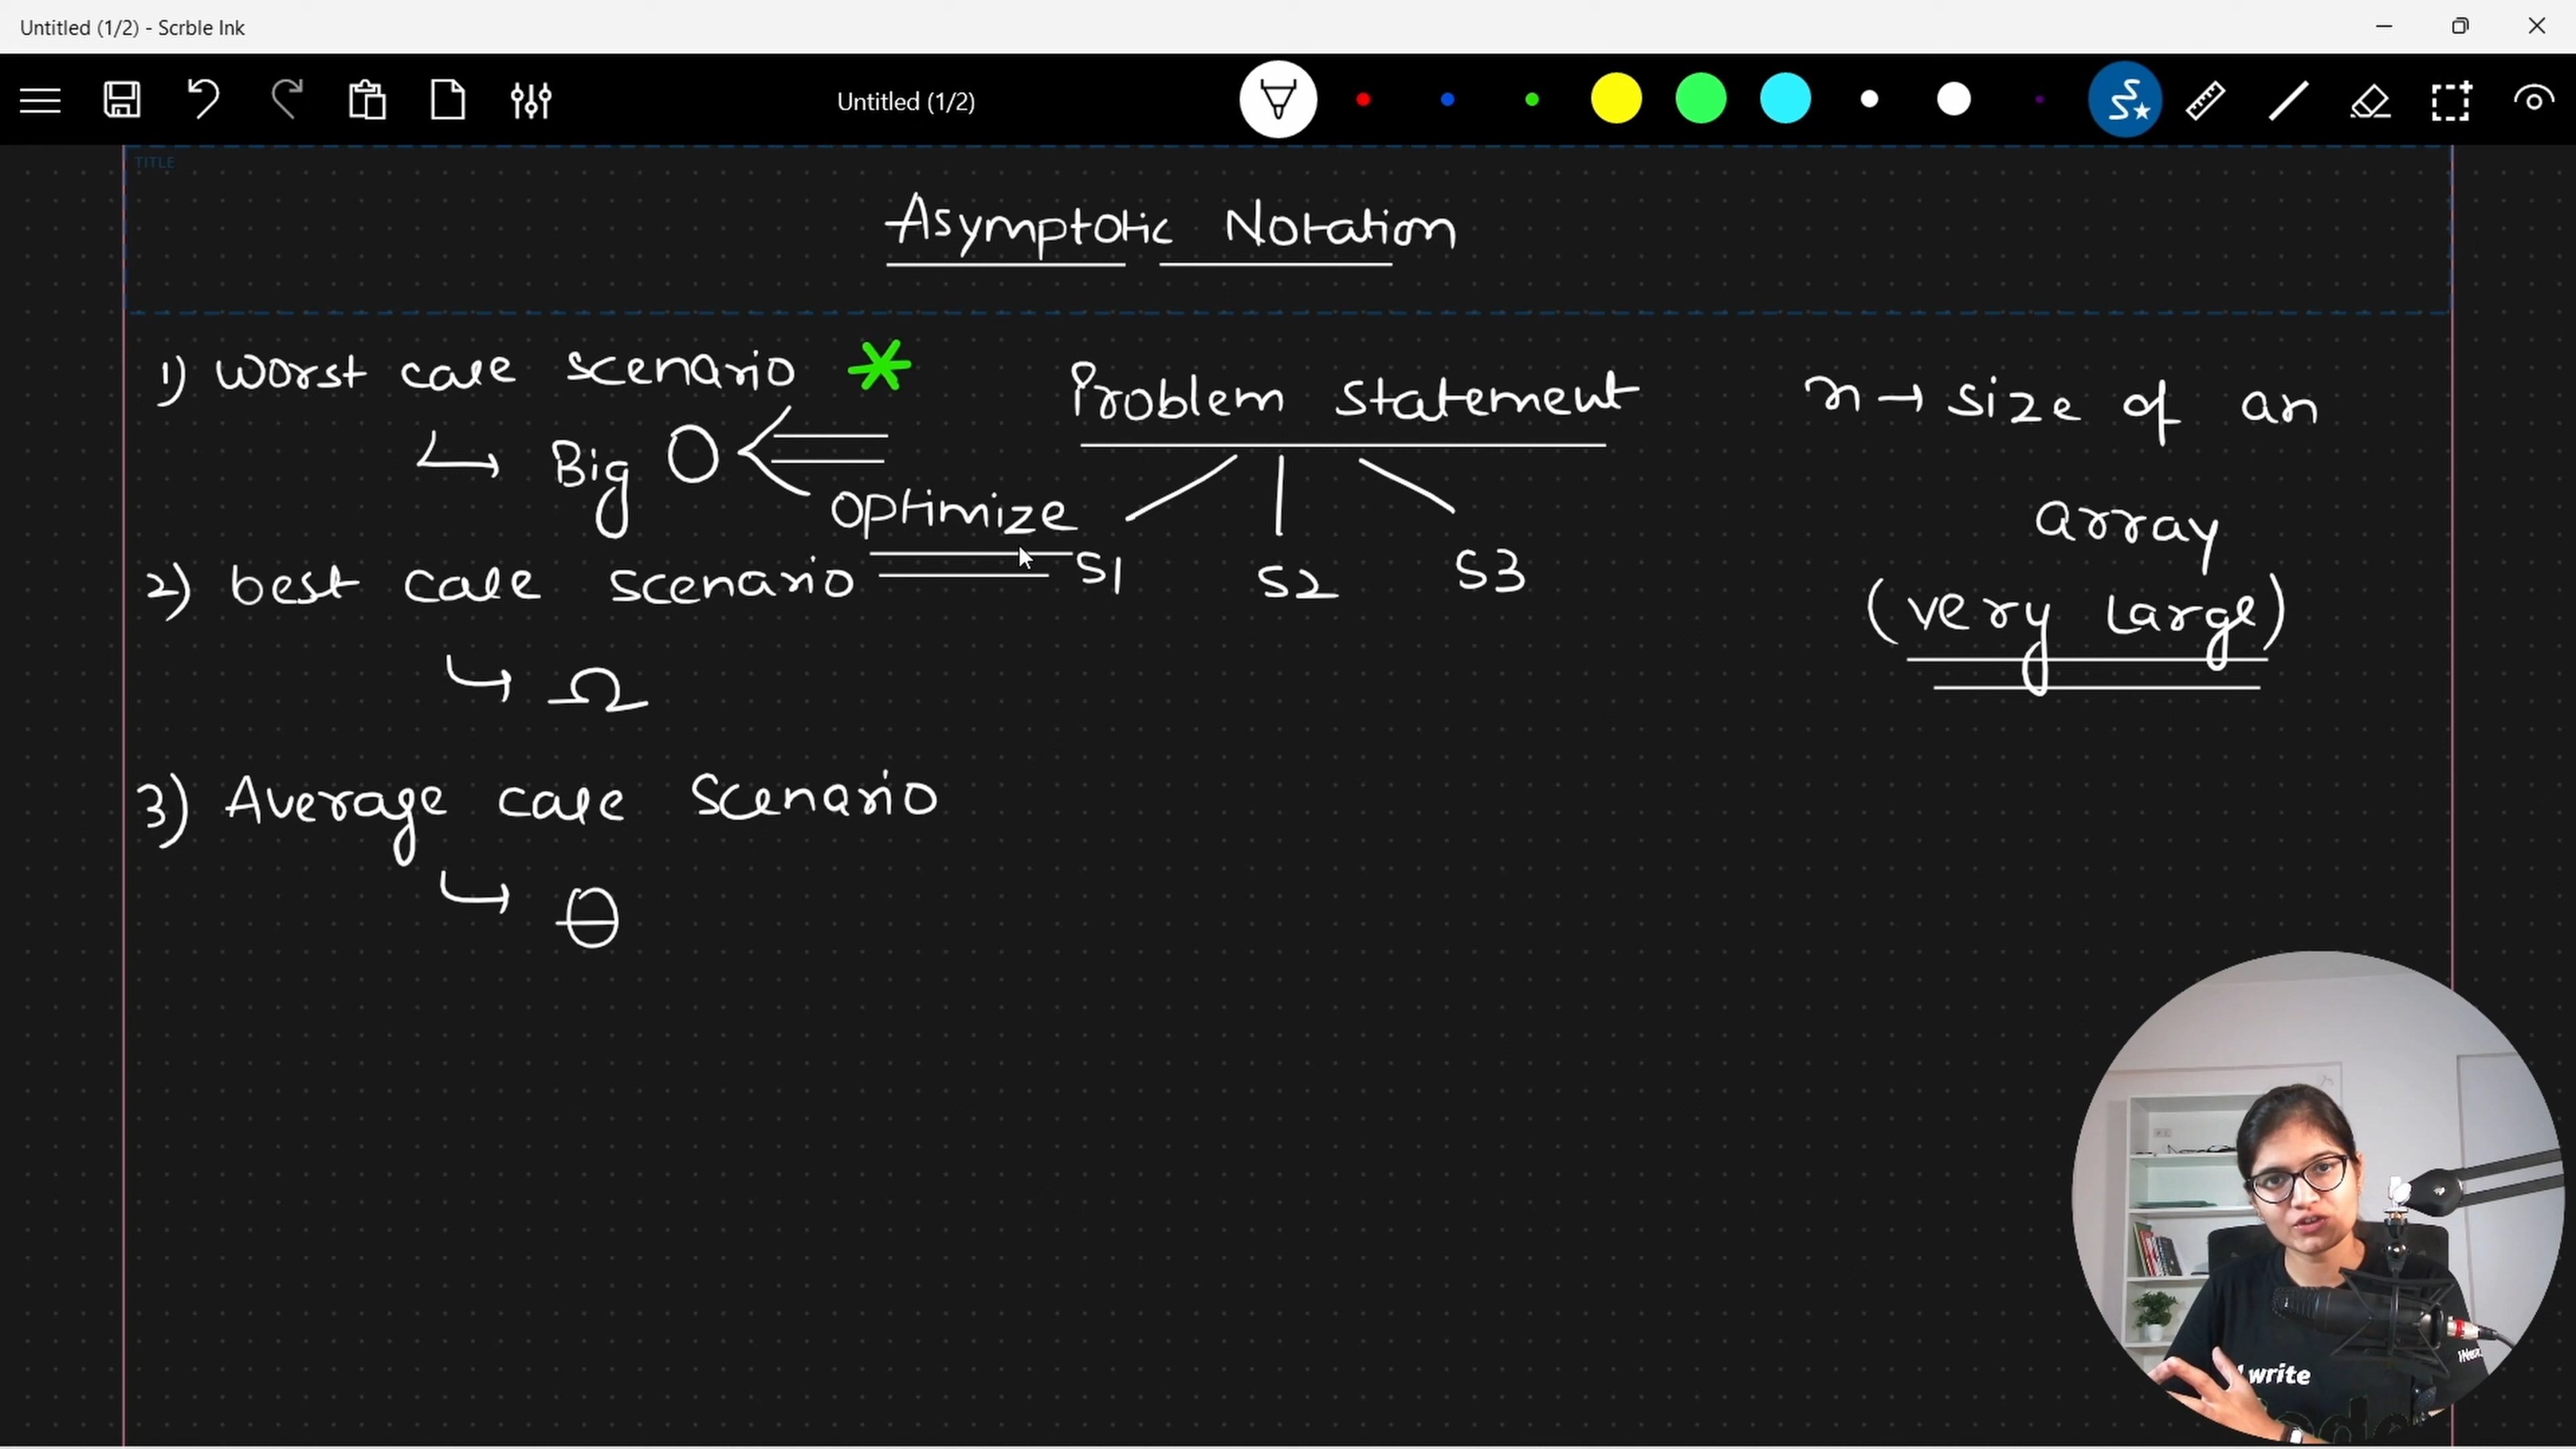 Untitled (1/2) - Scrble Ink
Untitled (1/2)
TITLE
Asymptotic Notation
1) worst case scenario *
↳ Big O <
Optimize
2) best case scenario
↳ Ω
3) Average case Scenario
↳ θ
Problem statement
S1 S2 S3
n → size of an
array
(very large)
write